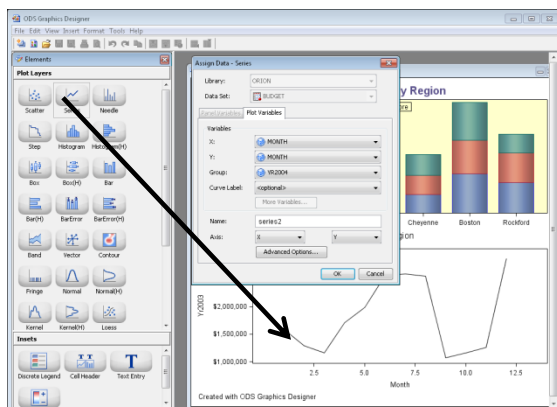 ODS Graphics Designer
File Edit View Insert Format Tools Help
Elements
Plot Layers
Scatter Series Needle
Step Histogram Histogram(H)
Box Box(H) Bar
Bar(H) BarError BarError(H)
Band Vector Contour
Fringe Normal Normal(H)
Kernel Kernel(H) Loess
Insets
Discrete Legend Cell Header Text Entry
Assign Data - Series
Library: ORION
Data Set: BUDGET
Panel Variables Plot Variables
Variables
X: MONTH
Y: MONTH
Group: YR2004
Curve Label: <optional>
More Variables...
Name: series2
Axis: X Y
Advanced Options...
OK Cancel
y Region
Cheyenne Boston Rockford
gion
Yr2003
$2,000,000
$1,500,000
$1,000,000
2.5 5.0 7.5 10.0 12.5
Month
Created with ODS Graphics Designer